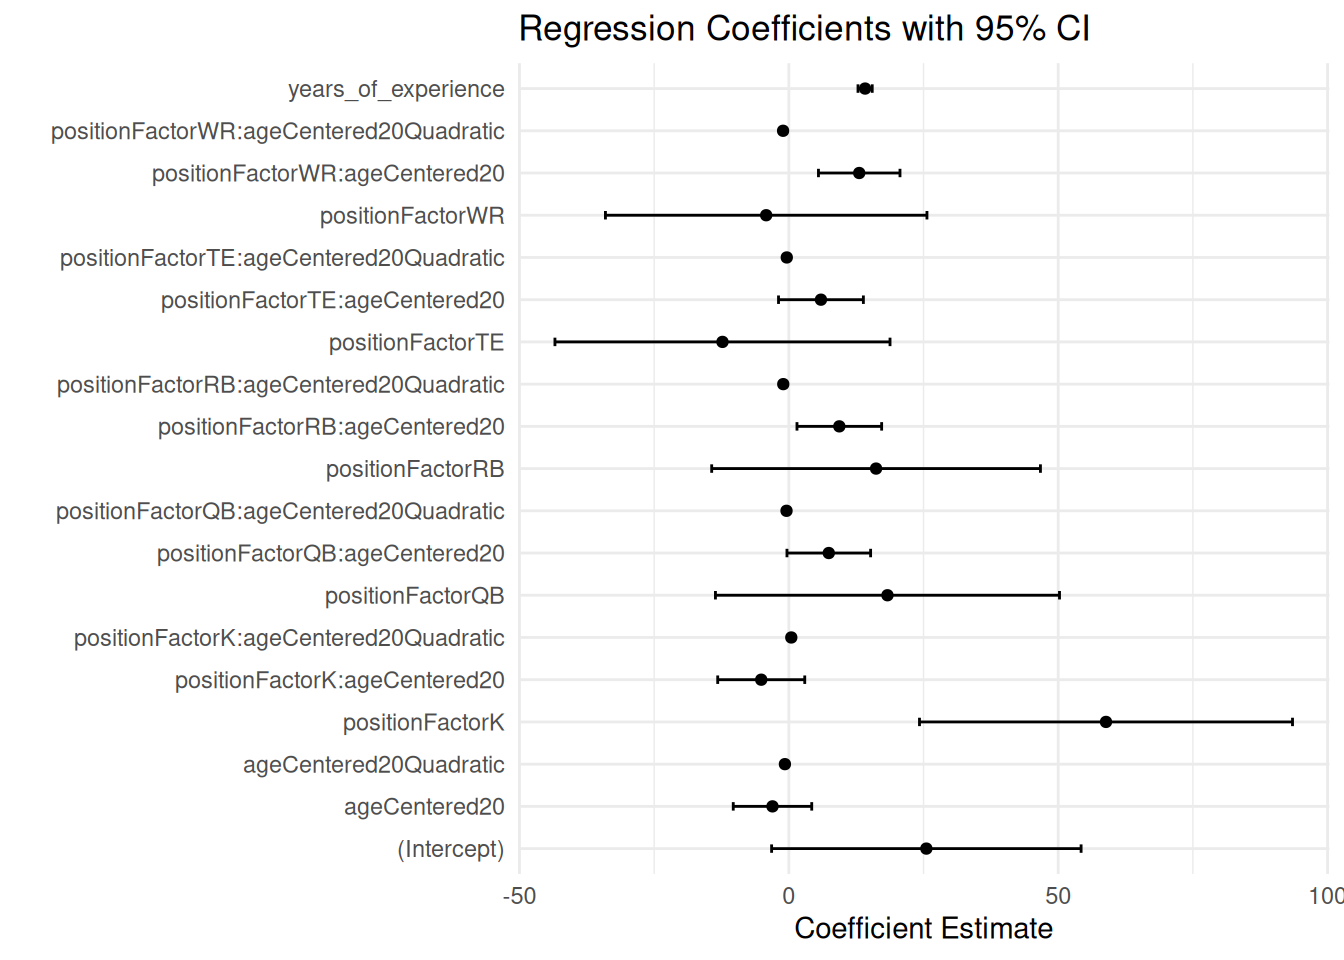 Regression Coefficients with 95% CI
years_of_experience
positionFactorWR:ageCentered20Quadratic
positionFactorWR:ageCentered20
positionFactorWR
positionFactorTE:ageCentered20Quadratic
positionFactorTE:ageCentered20
positionFactorTE
positionFactorRB:ageCentered20Quadratic
positionFactorRB:ageCentered20
positionFactorRB
positionFactorQB:ageCentered20Quadratic
positionFactorQB:ageCentered20
positionFactorQB
positionFactorK:ageCentered20Quadratic
positionFactorK:ageCentered20
positionFactorK
ageCentered20Quadratic
ageCentered20
(Intercept)
-50 0 50 100
Coefficient Estimate